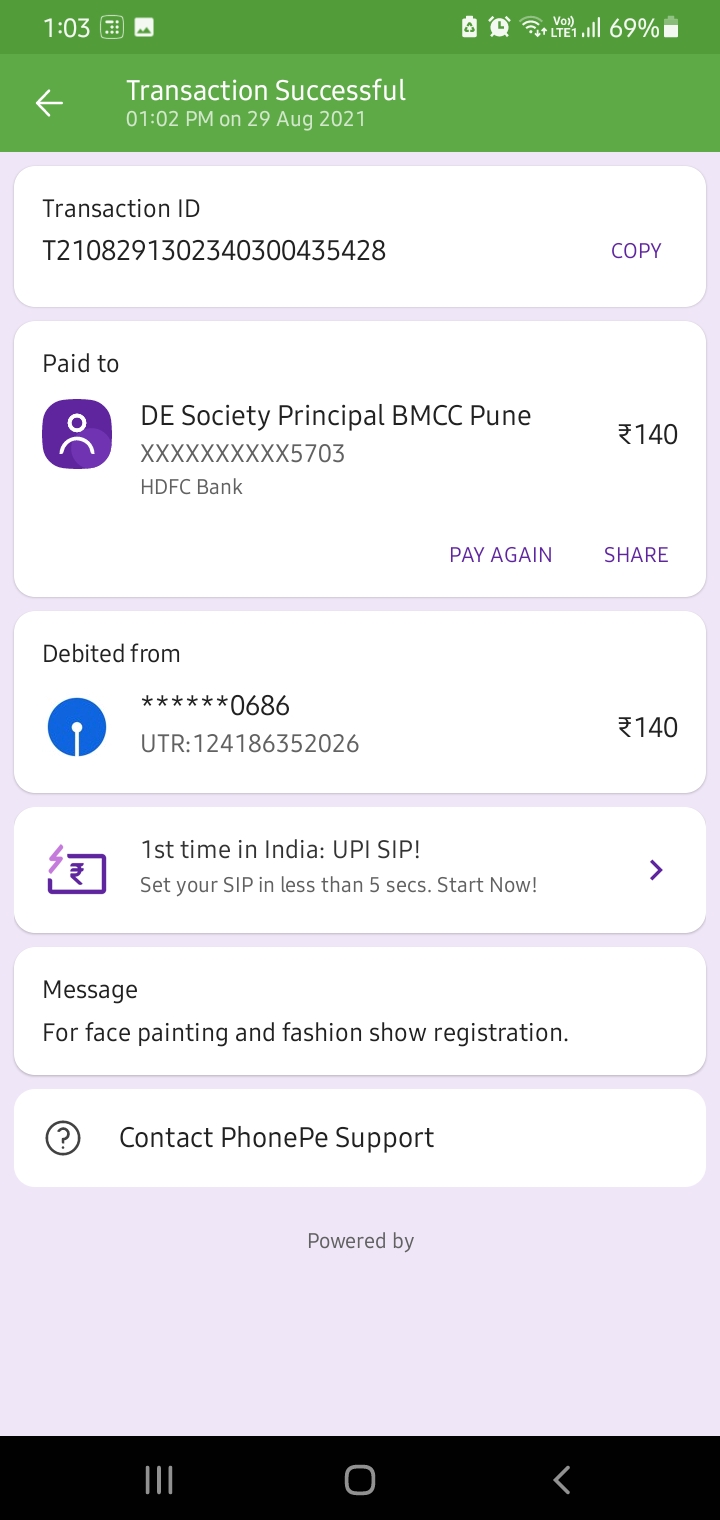 1:03
Vo)) LTE1 69%
Transaction Successful
01:02 PM on 29 Aug 2021
Transaction ID
T2108291302340300435428 COPY
Paid to
DE Society Principal BMCC Pune
₹140
XXXXXXXXXX5703
HDFC Bank
PAY AGAIN SHARE
Debited from
******0686
₹140
UTR:124186352026
1st time in India: UPI SIP!
Set your SIP in less than 5 secs. Start Now!
Message
For face painting and fashion show registration.
Contact PhonePe Support
Powered by